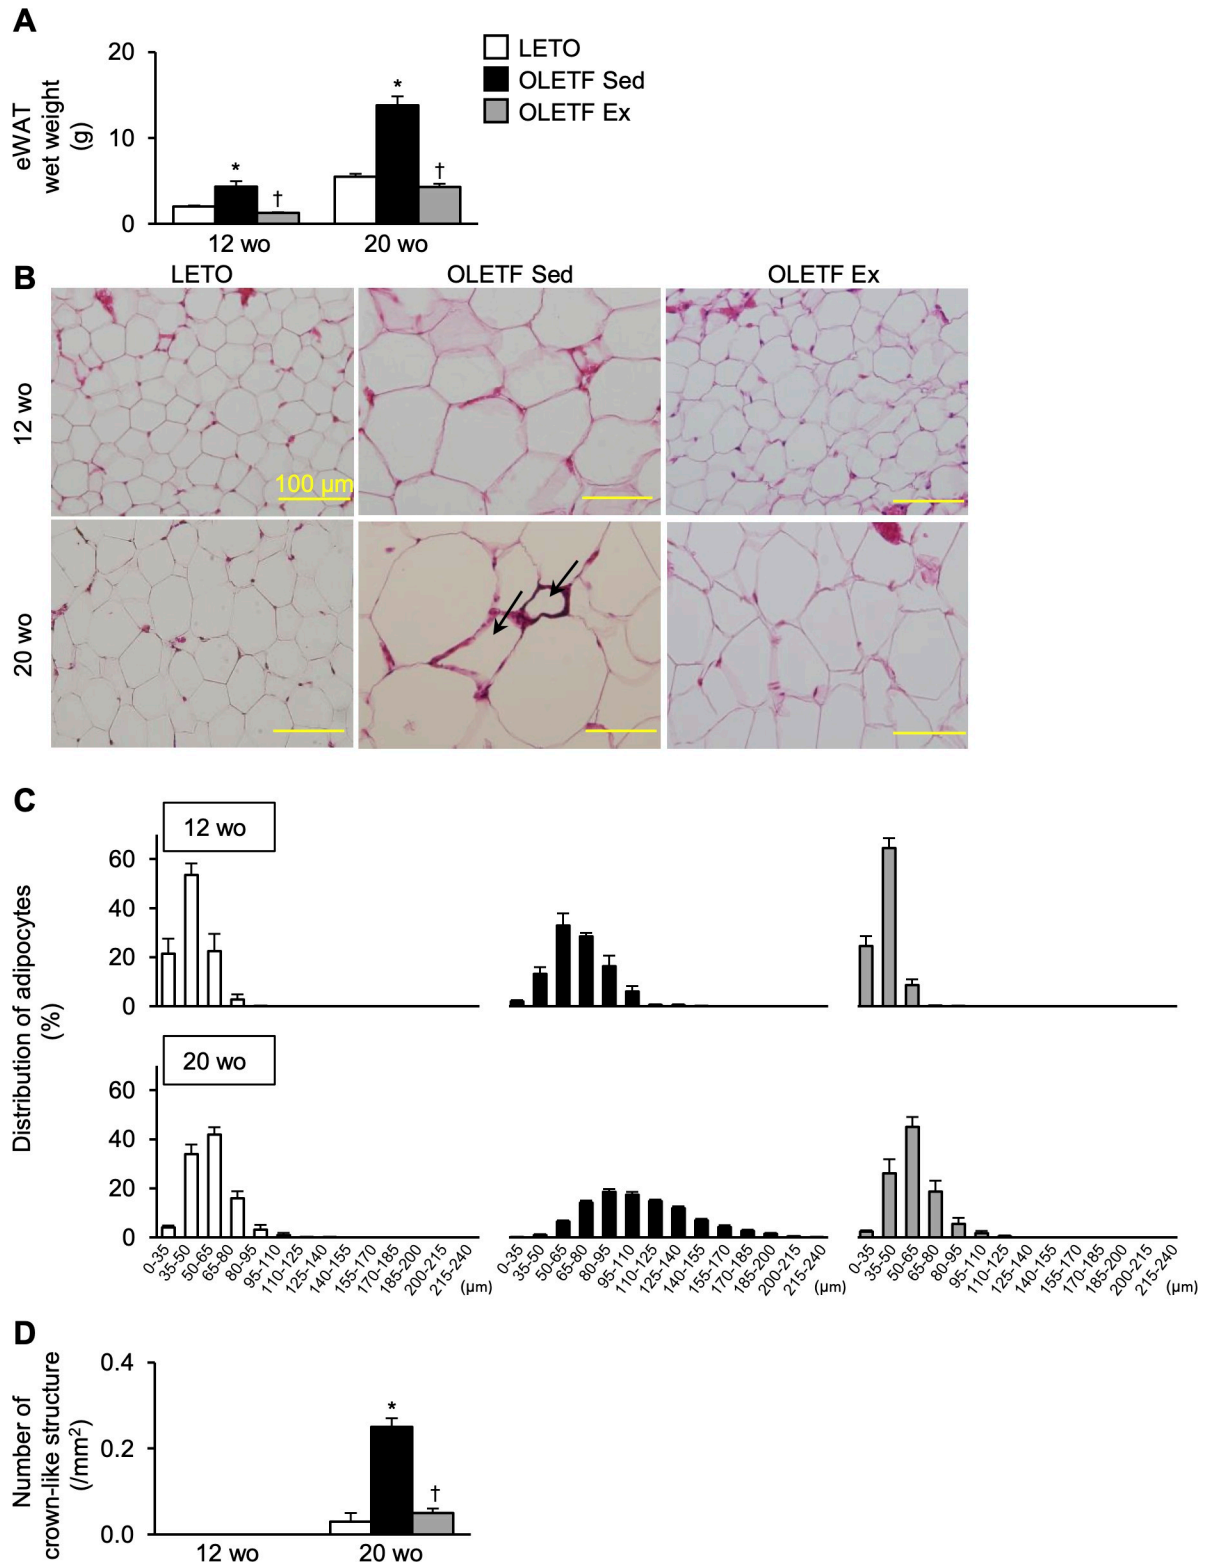 A
20
10
0
eWAT
wet weight
(g)
*
†
*
†
12 wo
20 wo
LETO
OLETF Sed
OLETF Ex
B
LETO
OLETF Sed
OLETF Ex
12 wo
100 µm
20 wo
C
Distribution of adipocytes
(%)
12 wo
60
40
20
0
20 wo
60
40
20
0
0-35
35-50
50-65
65-80
80-95
95-110
110-125
125-140
140-155
155-170
170-185
185-200
200-215
215-240
(µm)
0-35
35-50
50-65
65-80
80-95
95-110
110-125
125-140
140-155
155-170
170-185
185-200
200-215
215-240
(µm)
0-35
35-50
50-65
65-80
80-95
95-110
110-125
125-140
140-155
155-170
170-185
185-200
200-215
215-240
(µm)
D
Number of
crown-like structure
(/mm²)
0.4
0.2
0.0
*
†
12 wo
20 wo